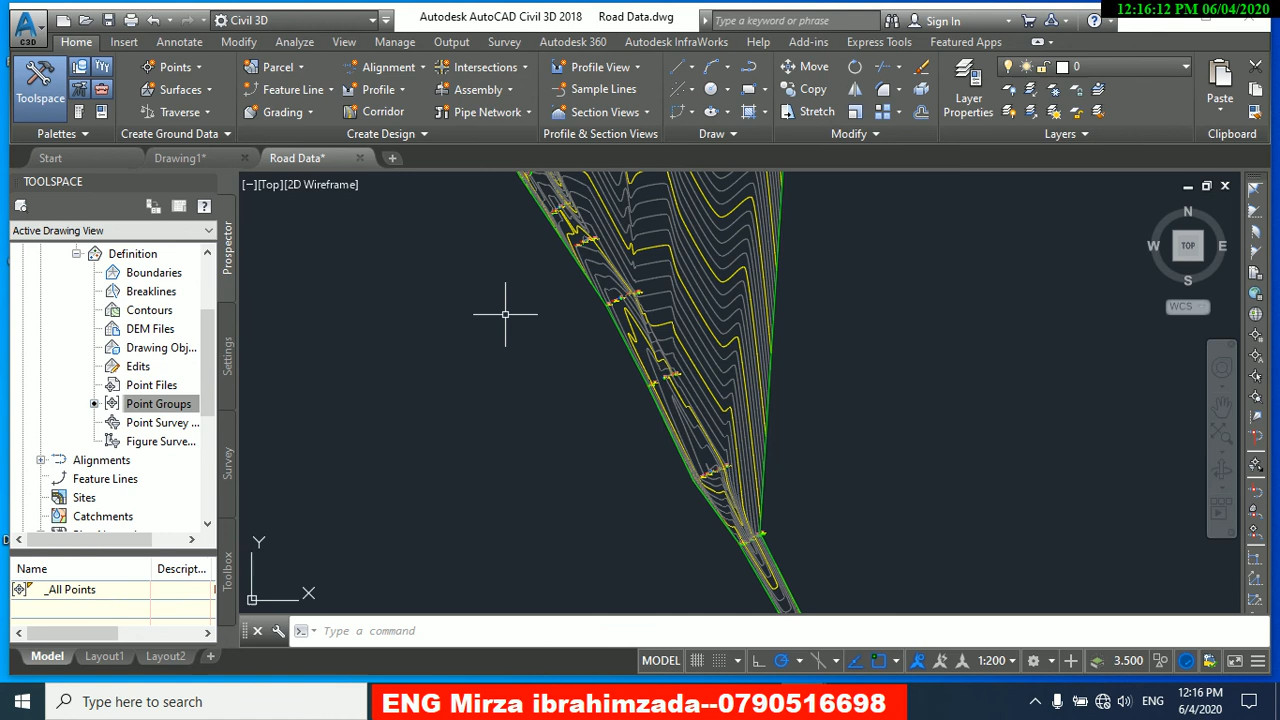 12:16:12 PM 06/04/2020
C3D
Civil 3D
Autodesk AutoCAD Civil 3D 2018
Road Data.dwg
Type a keyword or phrase
Sign In
Home
Insert
Annotate
Modify
Analyze
View
Manage
Output
Survey
Autodesk 360
Autodesk InfraWorks
Help
Add-ins
Express Tools
Featured Apps
Toolspace
Points
Surfaces
Traverse
Parcel
Feature Line
Grading
Alignment
Profile
Corridor
Intersections
Assembly
Pipe Network
Profile View
Sample Lines
Section Views
Move
Copy
Stretch
Layer
Properties
0
Paste
Palettes
Create Ground Data
Create Design
Profile & Section Views
Draw
Modify
Layers
Clipboard
Start
Drawing1*
Road Data*
TOOLSPACE
Active Drawing View
Definition
Boundaries
Breaklines
Contours
DEM Files
Drawing Obj...
Edits
Point Files
Point Groups
Point Survey ...
Figure Surve...
Alignments
Feature Lines
Sites
Catchments
Name
Descript...
_All Points
Prospector
Settings
Survey
Toolbox
[−][Top][2D Wireframe]
N
W
TOP
E
S
WCS
Y
X
Type a command
Model
Layout1
Layout2
MODEL
1:200
3.500
Type here to search
ENG Mirza ibrahimzada--0790516698
ENG
12:16 PM
6/4/2020